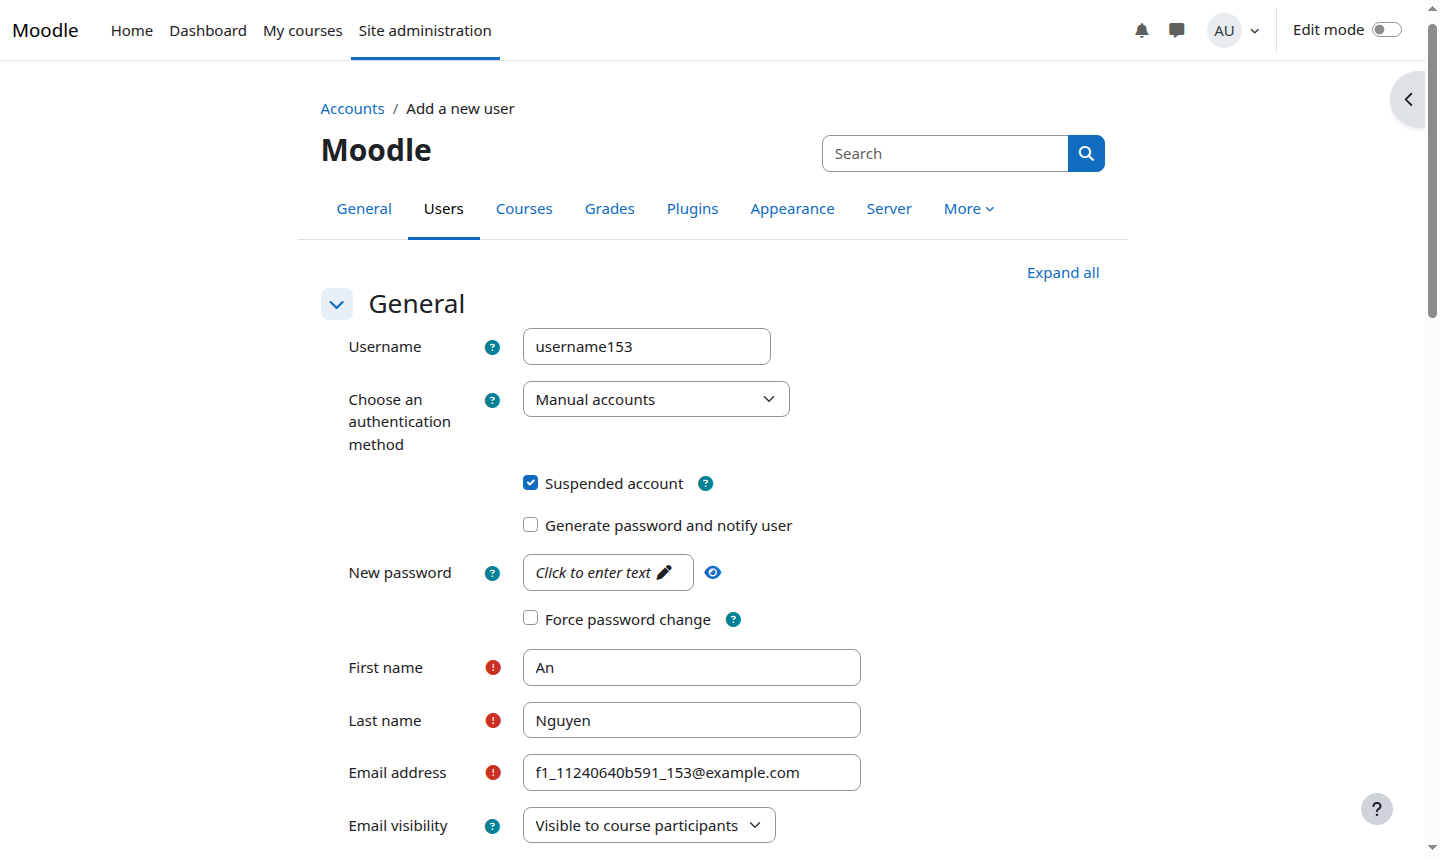 Moodle
Home
Dashboard
My courses
Site administration
AU
Edit mode
Accounts / Add a new user
Moodle
Search
General
Users
Courses
Grades
Plugins
Appearance
Server
More
Expand all
General
Username
username153
Choose an
authentication
method
Manual accounts
Suspended account
Generate password and notify user
New password
Click to enter text
Force password change
First name
An
Last name
Nguyen
Email address
f1_11240640b591_153@example.com
Email visibility
Visible to course participants